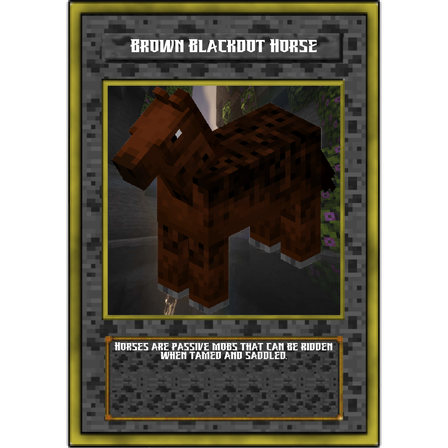 Brown Blackdot Horse
Horses are passive mobs that can be ridden
when tamed and saddled.